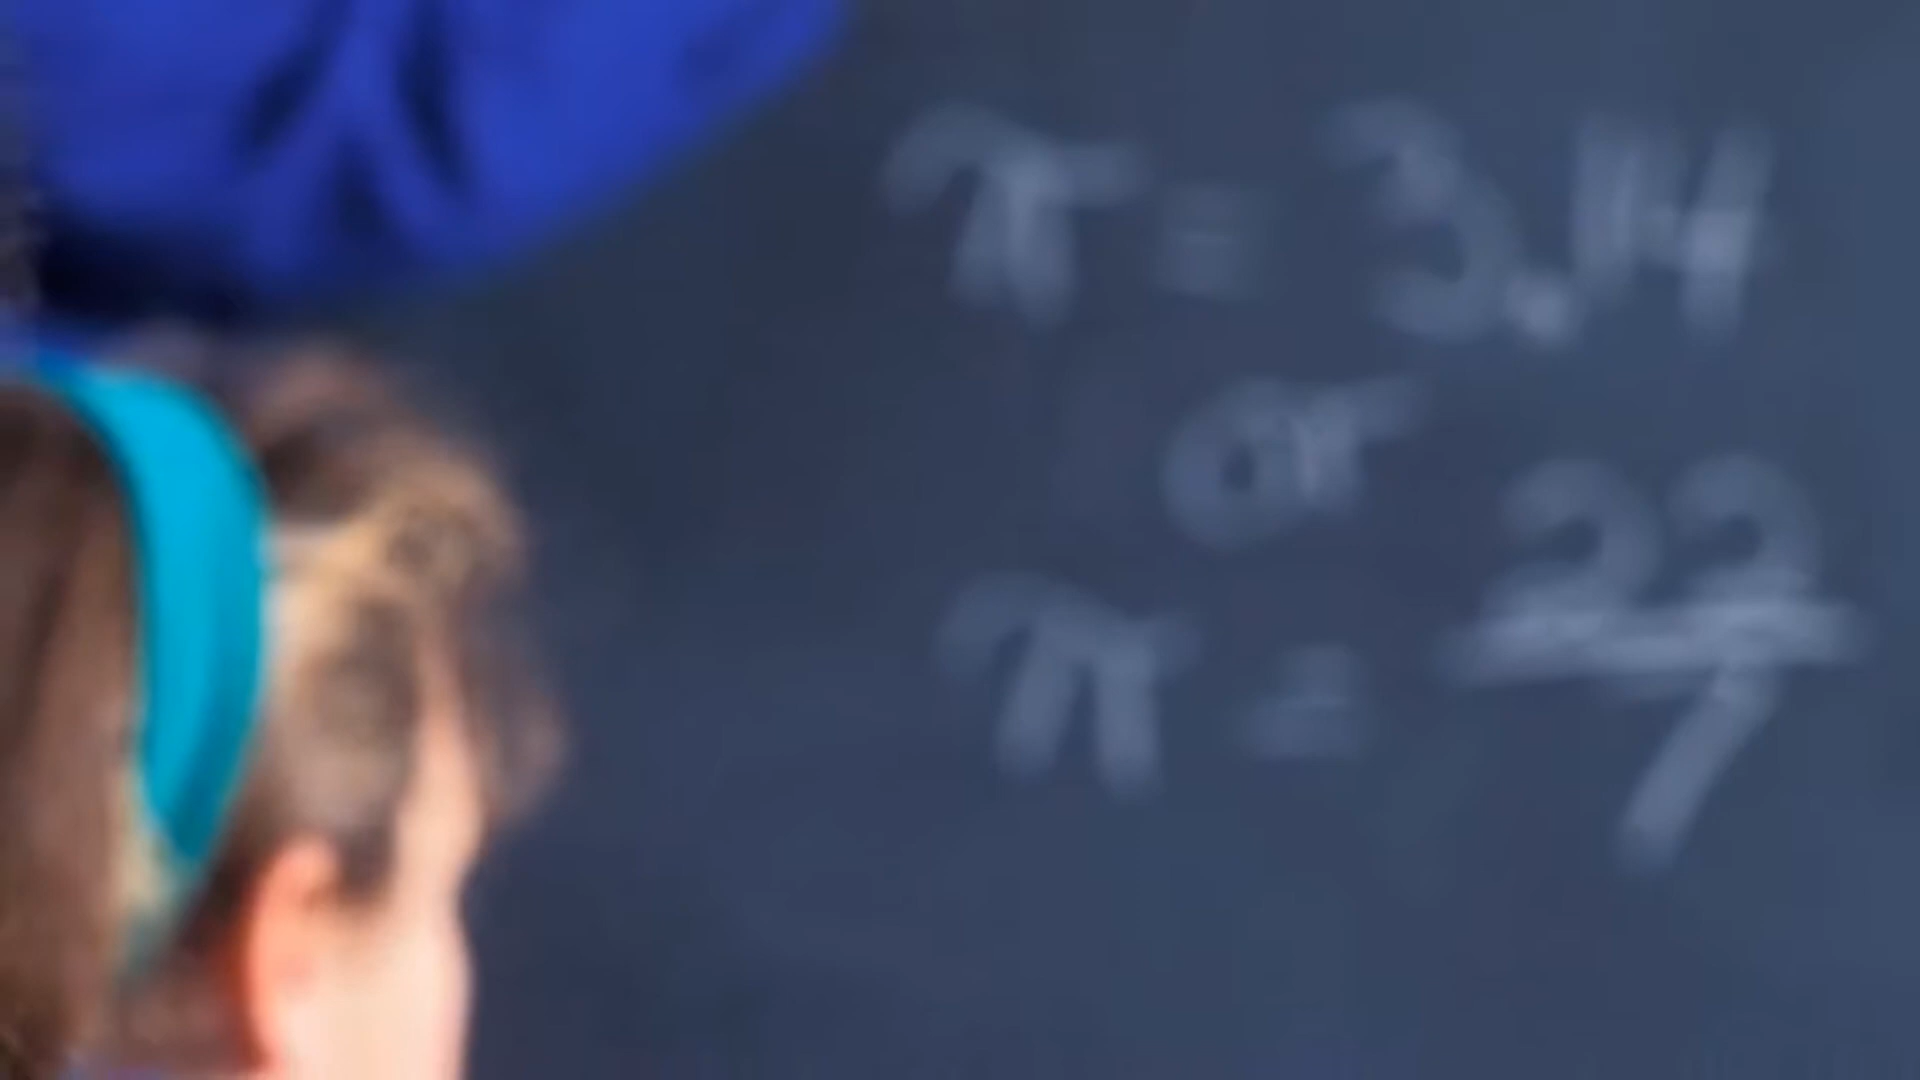 π = 3.14
or
π = 22/7